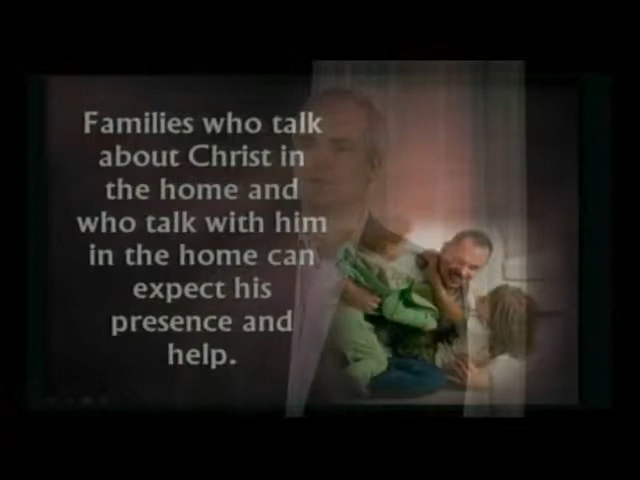 Families who talk
about Christ in
the home and
who talk with him
in the home can
expect his
presence and
help.